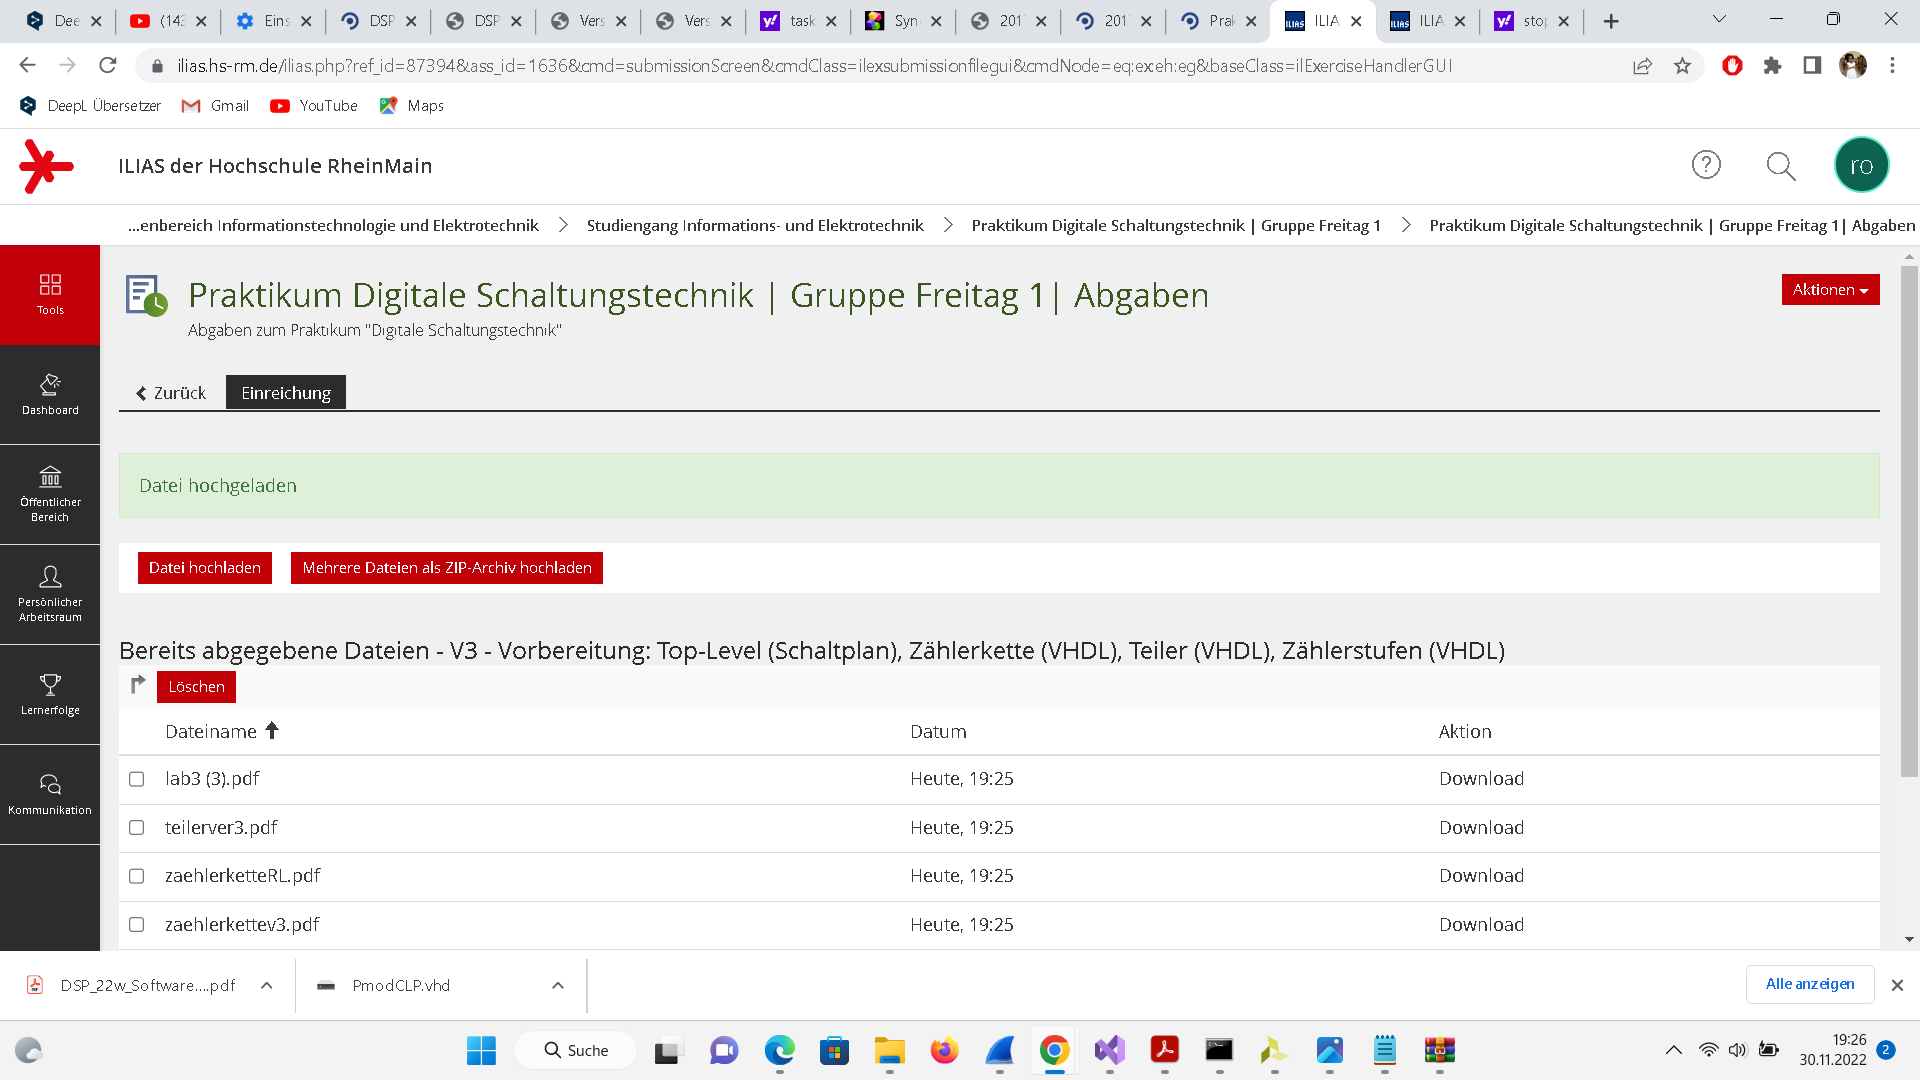 Dee
(143
Eins
DSP
DSP
Vers
Vers
task
Syn
201
201
Prak
ILIA
ILIA
stop
ilias.hs-rm.de/ilias.php?ref_id=87394&ass_id=1636&cmd=submissionScreen&cmdClass=ilexsubmissionfilegui&cmdNode=eq:ex:eh:eg&baseClass=ilExerciseHandlerGUI
DeepL Übersetzer
Gmail
YouTube
Maps
ILIAS der Hochschule RheinMain
ro
...enbereich Informationstechnologie und Elektrotechnik
Studiengang Informations- und Elektrotechnik
Praktikum Digitale Schaltungstechnik | Gruppe Freitag 1
Praktikum Digitale Schaltungstechnik | Gruppe Freitag 1| Abgaben
Tools
Dashboard
Öffentlicher
Bereich
Persönlicher
Arbeitsraum
Lernerfolge
Kommunikation
Praktikum Digitale Schaltungstechnik | Gruppe Freitag 1| Abgaben
Abgaben zum Praktikum "Digitale Schaltungstechnik"
Aktionen
Zurück
Einreichung
Datei hochgeladen
Datei hochladen
Mehrere Dateien als ZIP-Archiv hochladen
Bereits abgegebene Dateien - V3 - Vorbereitung: Top-Level (Schaltplan), Zählerkette (VHDL), Teiler (VHDL), Zählerstufen (VHDL)
Löschen
Dateiname Datum Aktion
lab3 (3).pdf Heute, 19:25 Download
teilerver3.pdf Heute, 19:25 Download
zaehlerketteRL.pdf Heute, 19:25 Download
zaehlerkettev3.pdf Heute, 19:25 Download
DSP_22w_Software....pdf
PmodCLP.vhd
Alle anzeigen
Suche
19:26
30.11.2022
2